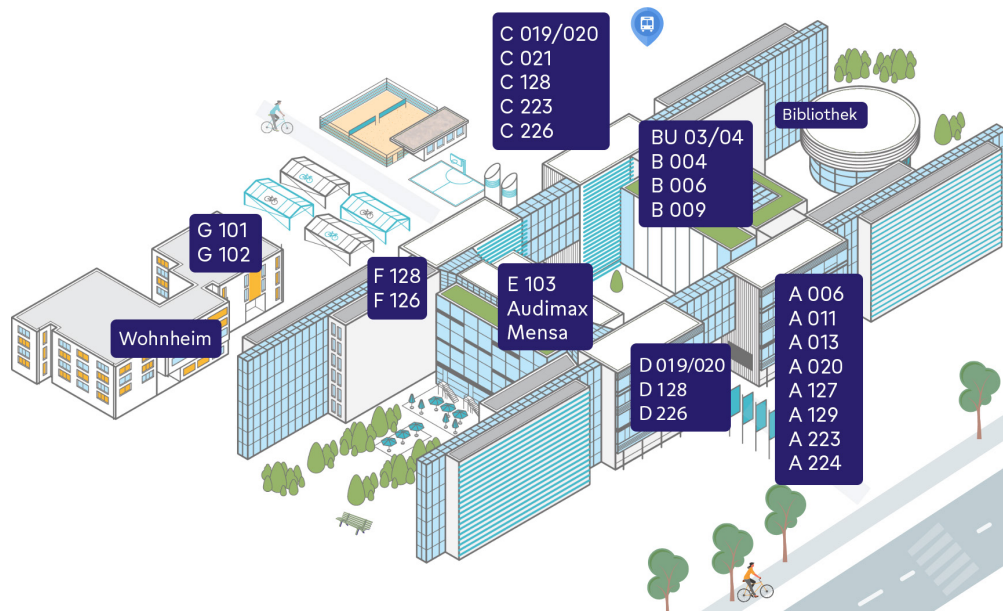 C 019/020
C 021
C 128
C 223
C 226
Bibliothek
BU 03/04
B 004
B 006
B 009
G 101
G 102
F 128
F 126
E 103
Audimax
Mensa
Wohnheim
A 006
A 011
A 013
A 020
A 127
A 129
A 223
A 224
D 019/020
D 128
D 226